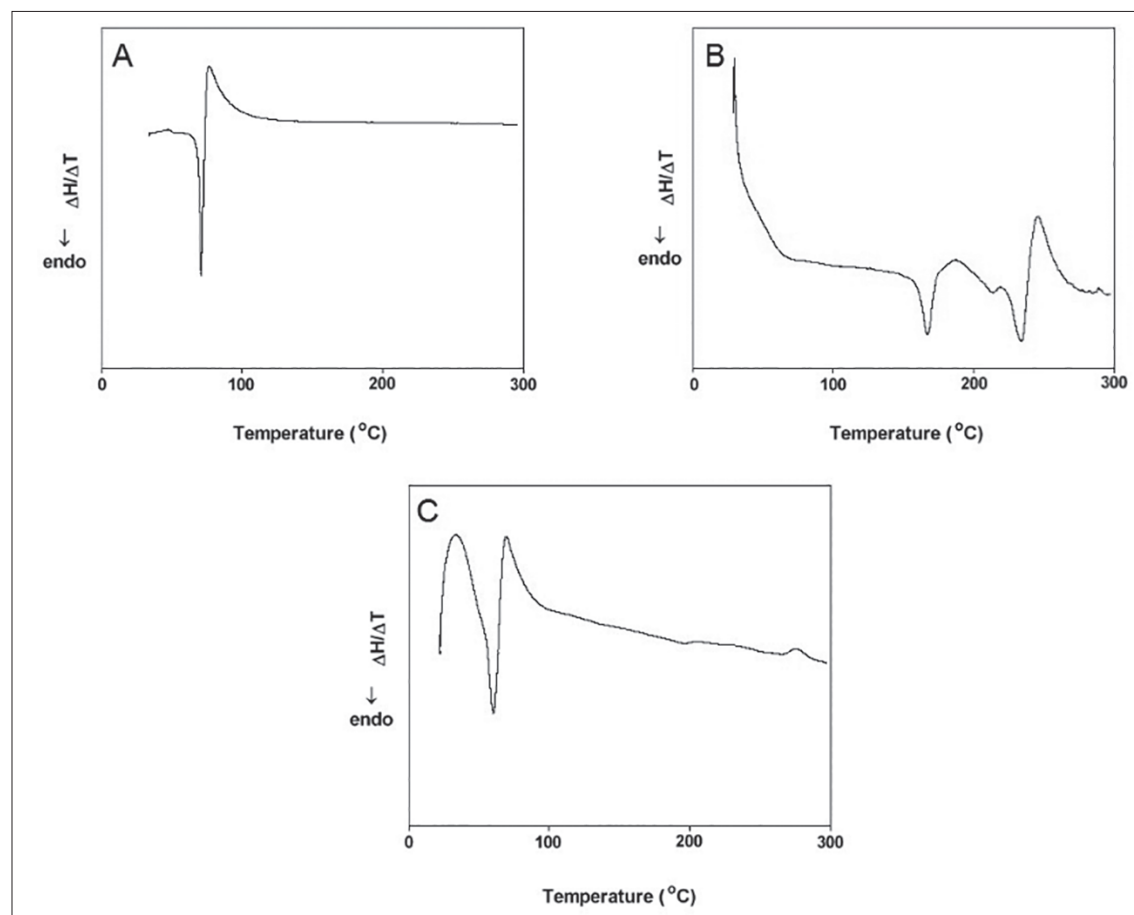 A
ΔH/ΔT
↓
endo
0 100 200 300
Temperature (°C)
B
ΔH/ΔT
↓
endo
0 100 200 300
Temperature (°C)
C
ΔH/ΔT
↓
endo
0 100 200 300
Temperature (°C)